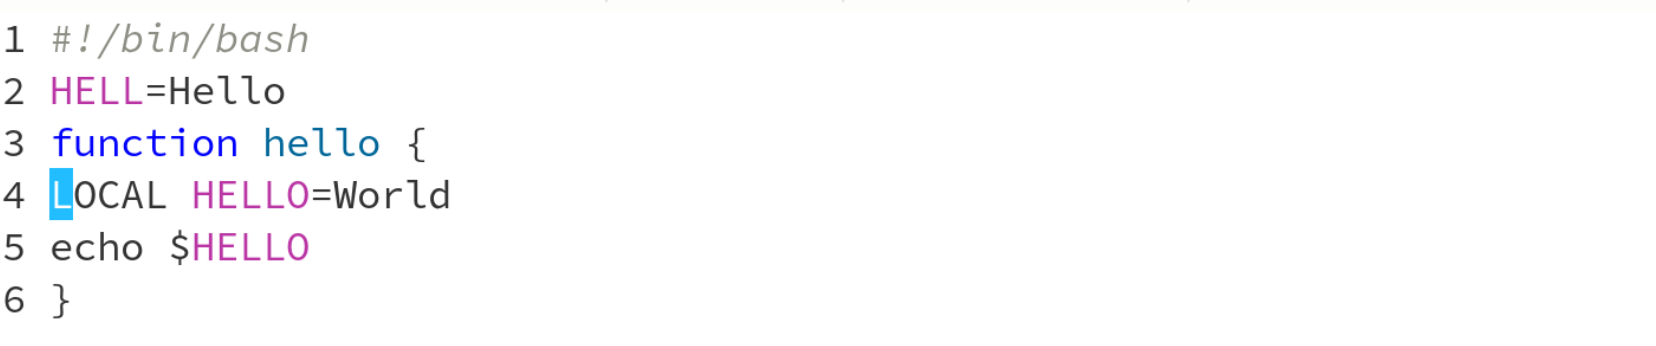 1 #!/bin/bash
2 HELL=Hello
3 function hello {
4 LOCAL HELLO=World
5 echo $HELLO
6 }